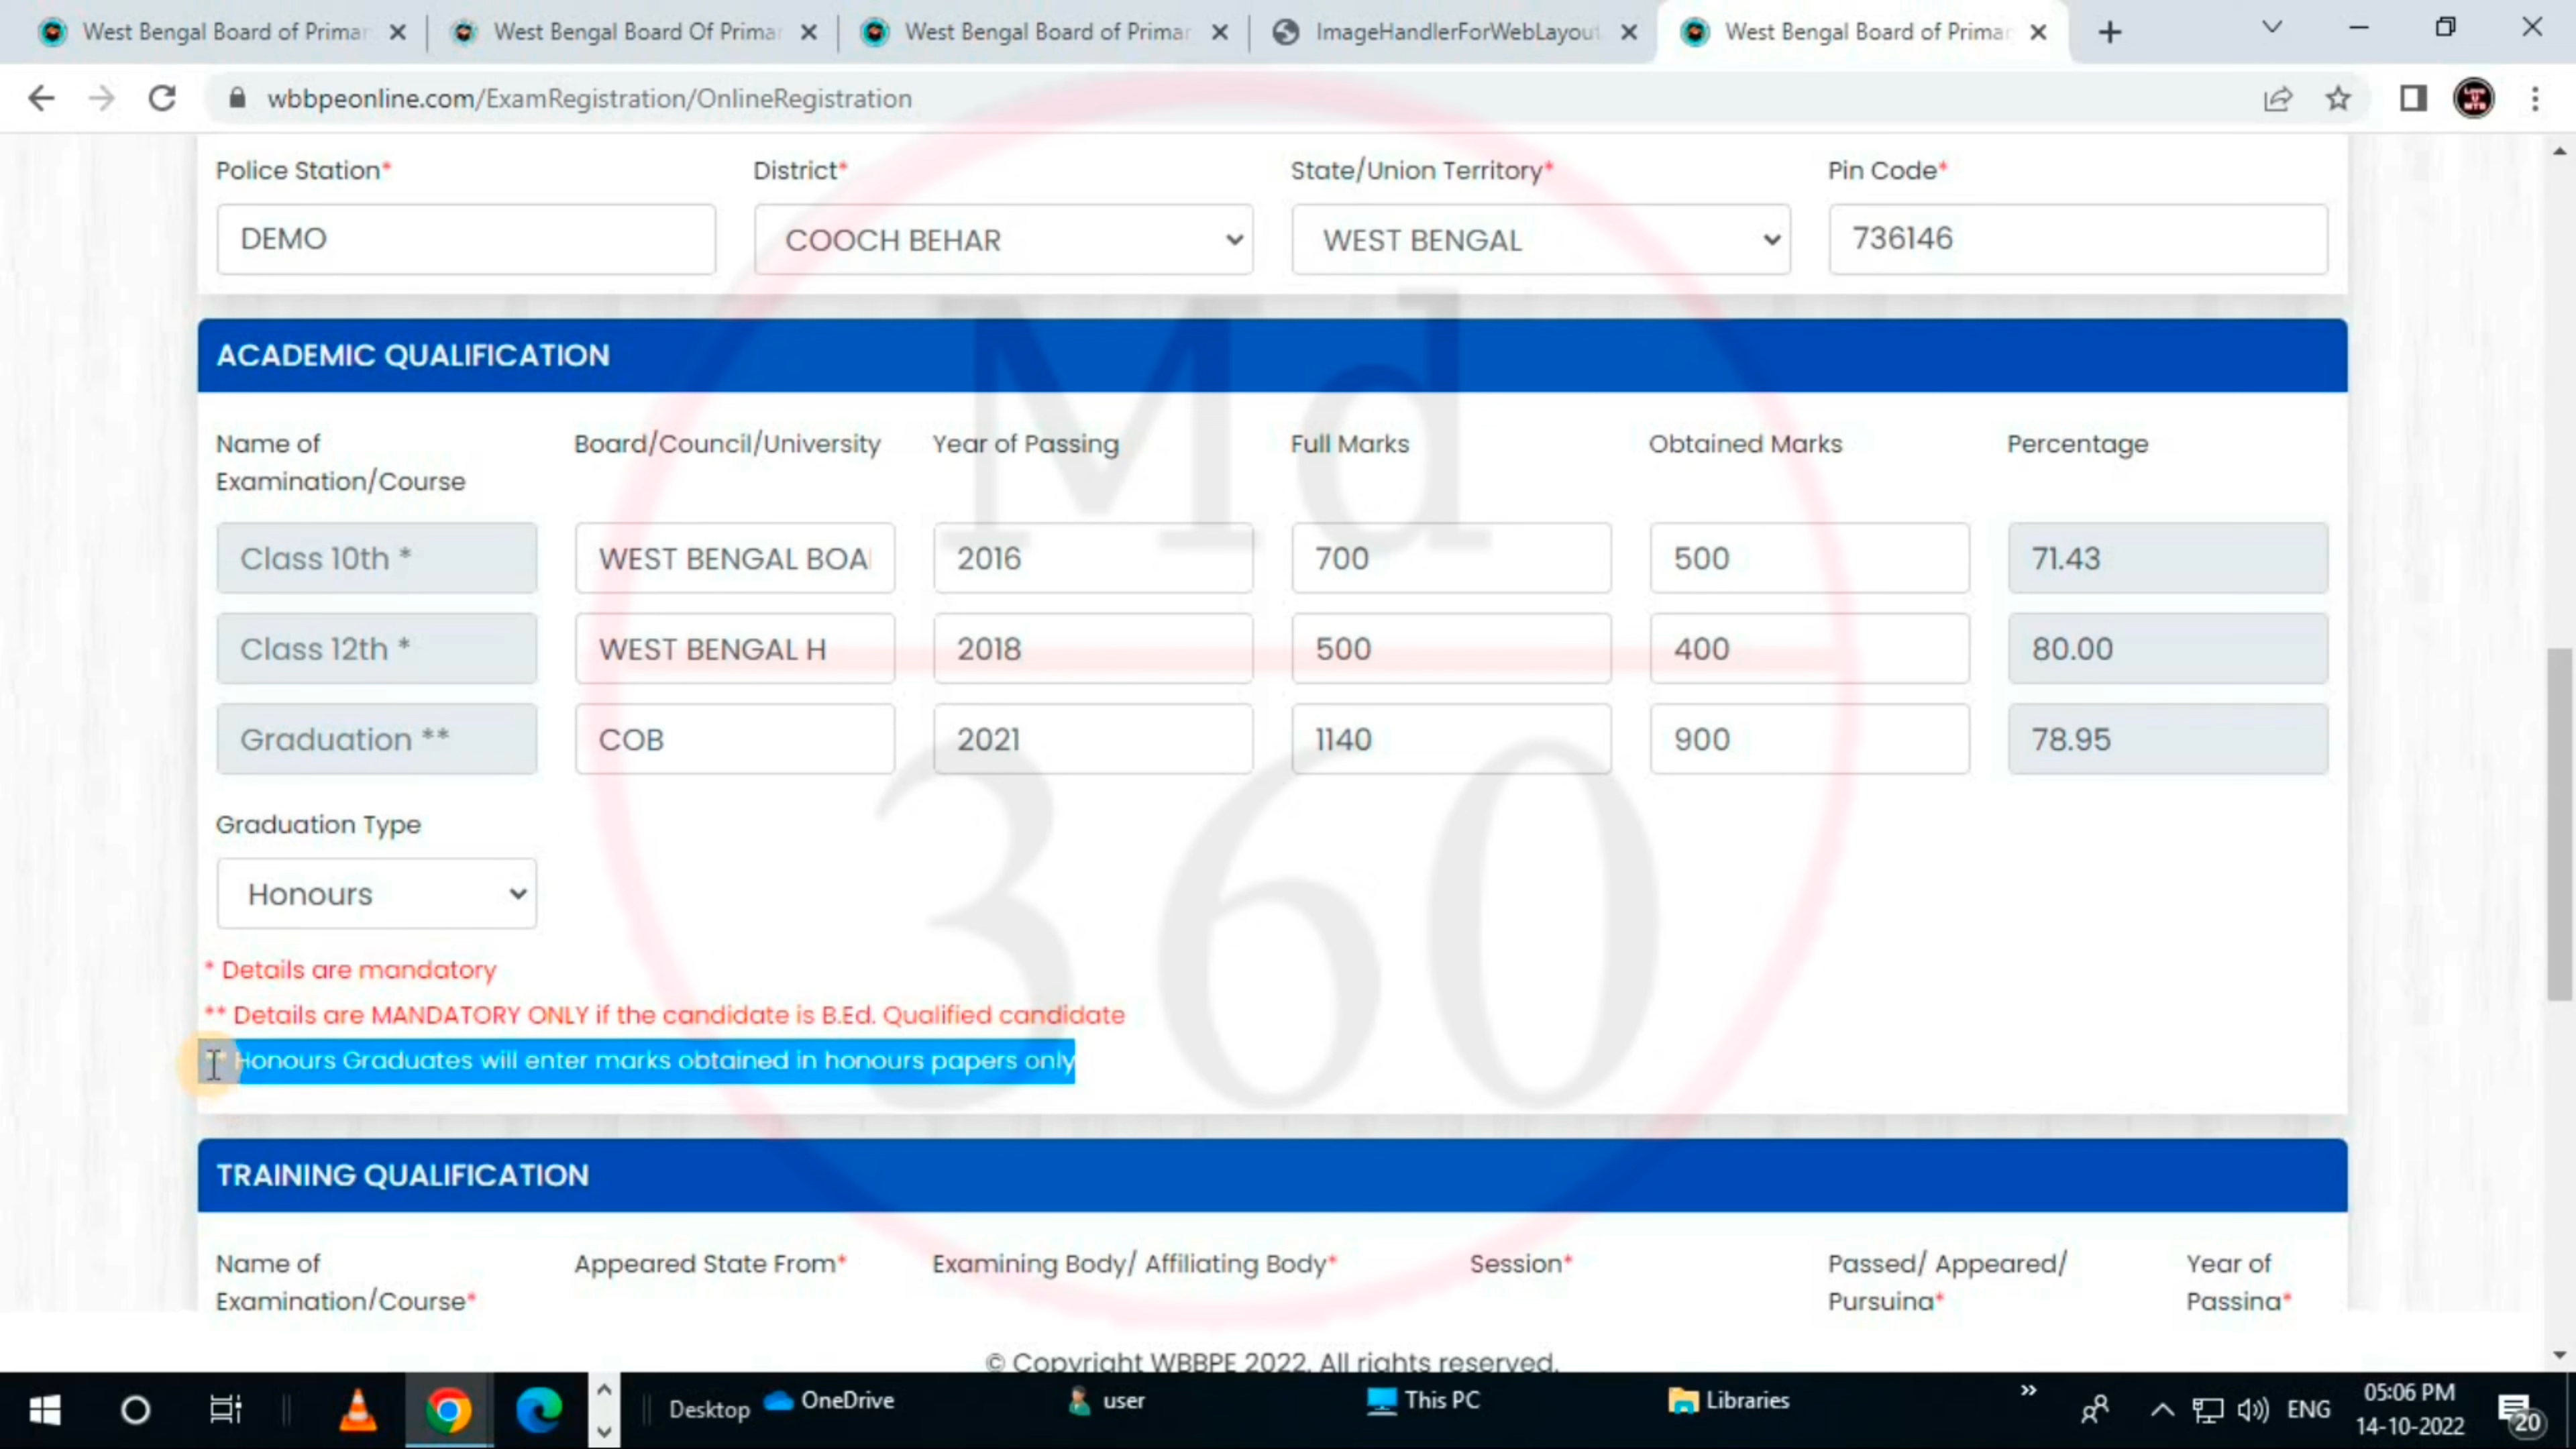 West Bengal Board of Primar
West Bengal Board Of Primar
West Bengal Board of Primar
ImageHandlerForWebLayout
West Bengal Board of Primar
wbbpeonline.com/ExamRegistration/OnlineRegistration
Police Station* District* State/Union Territory* Pin Code*
DEMO COOCH BEHAR WEST BENGAL 736146
ACADEMIC QUALIFICATION
Name of Examination/Course Board/Council/University Year of Passing Full Marks Obtained Marks Percentage
Class 10th * WEST BENGAL BOA 2016 700 500 71.43
Class 12th * WEST BENGAL H 2018 500 400 80.00
Graduation ** COB 2021 1140 900 78.95
Graduation Type
Honours
* Details are mandatory
** Details are MANDATORY ONLY if the candidate is B.Ed. Qualified candidate
Honours Graduates will enter marks obtained in honours papers only
Md
360
TRAINING QUALIFICATION
Name of Examination/Course* Appeared State From* Examining Body/ Affiliating Body* Session* Passed/ Appeared/ Pursuing* Year of Passing*
© Copyright WBBPE 2022. All rights reserved.
Desktop OneDrive user This PC Libraries ENG 05:06 PM
14-10-2022 20